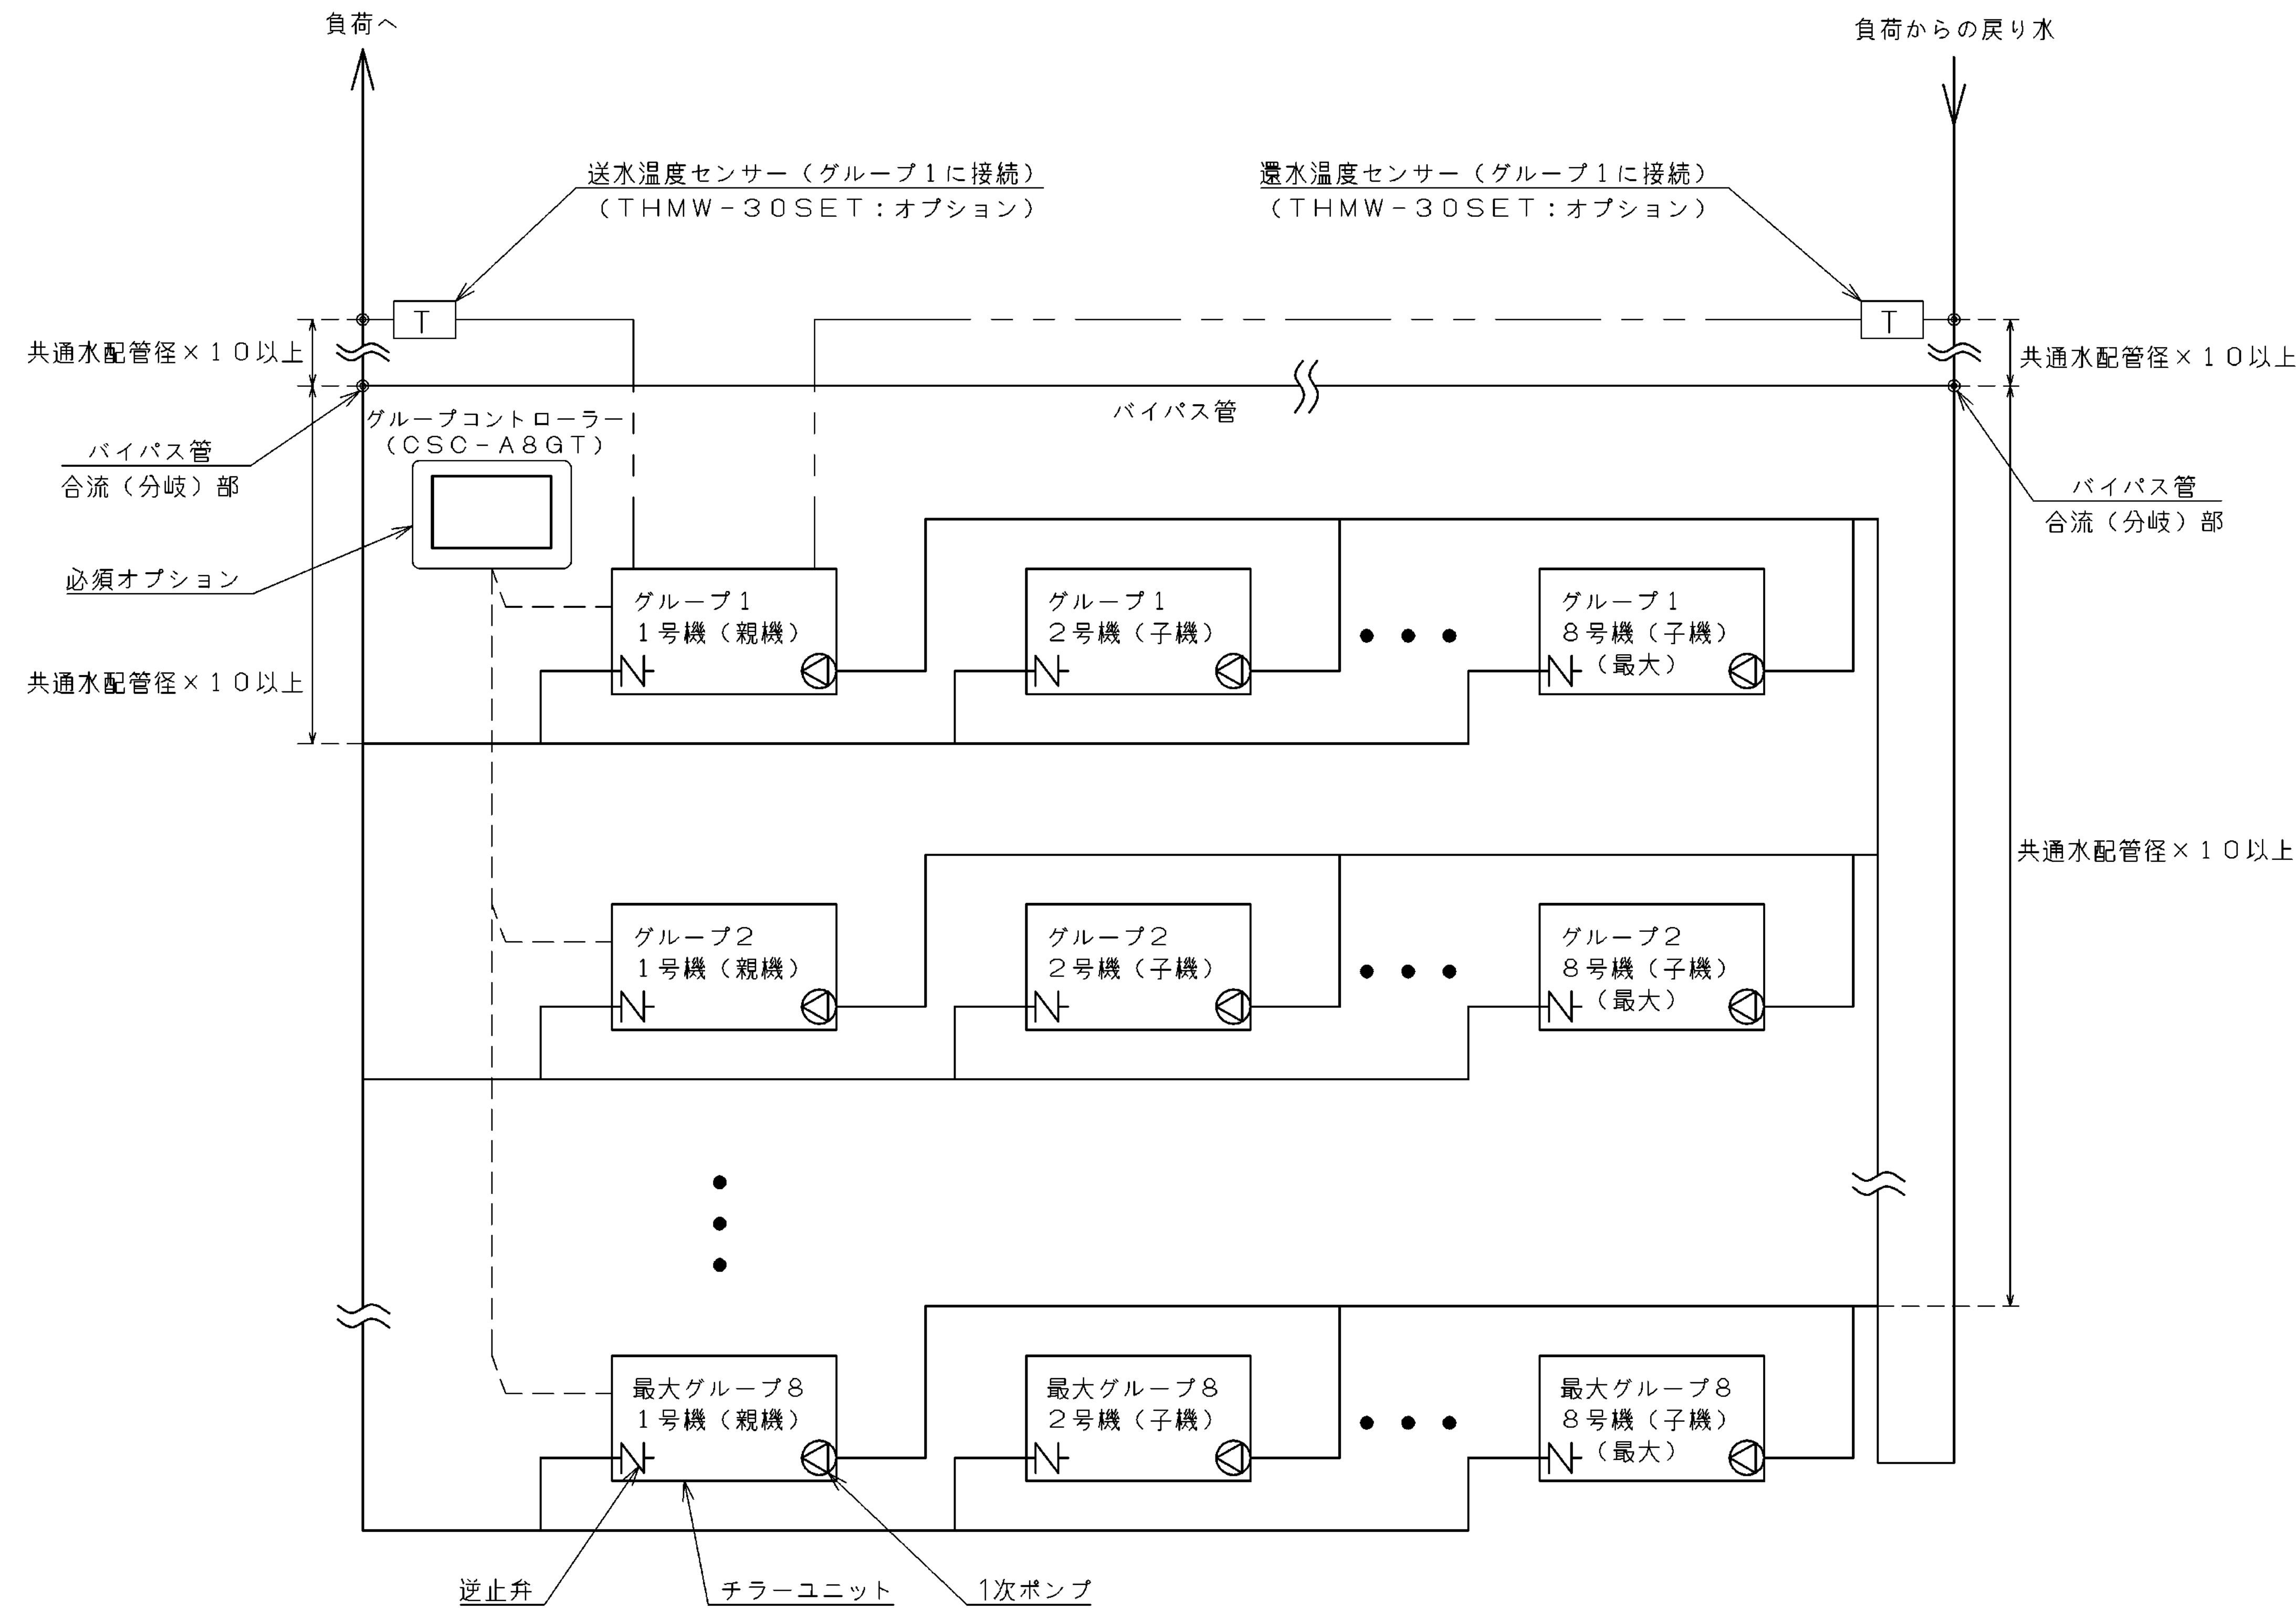 負荷へ
負荷からの戻り水
送水温度センサー（グループ１に接続）
（ＴＨＭＷ－３０ＳＥＴ：オプション）
還水温度センサー（グループ１に接続）
（ＴＨＭＷ－３０ＳＥＴ：オプション）
Ｔ
Ｔ
共通水配管径×１０以上
共通水配管径×１０以上
バイパス管
グループコントローラー
（ＣＳＣ－Ａ８ＧＴ）
バイパス管
合流（分岐）部
バイパス管
合流（分岐）部
必須オプション
共通水配管径×１０以上
グループ１
１号機（親機）
グループ１
２号機（子機）
グループ１
８号機（子機）
（最大）
共通水配管径×１０以上
グループ２
１号機（親機）
グループ２
２号機（子機）
グループ２
８号機（子機）
（最大）
最大グループ８
１号機（親機）
最大グループ８
２号機（子機）
最大グループ８
８号機（子機）
（最大）
逆止弁
チラーユニット
１次ポンプ